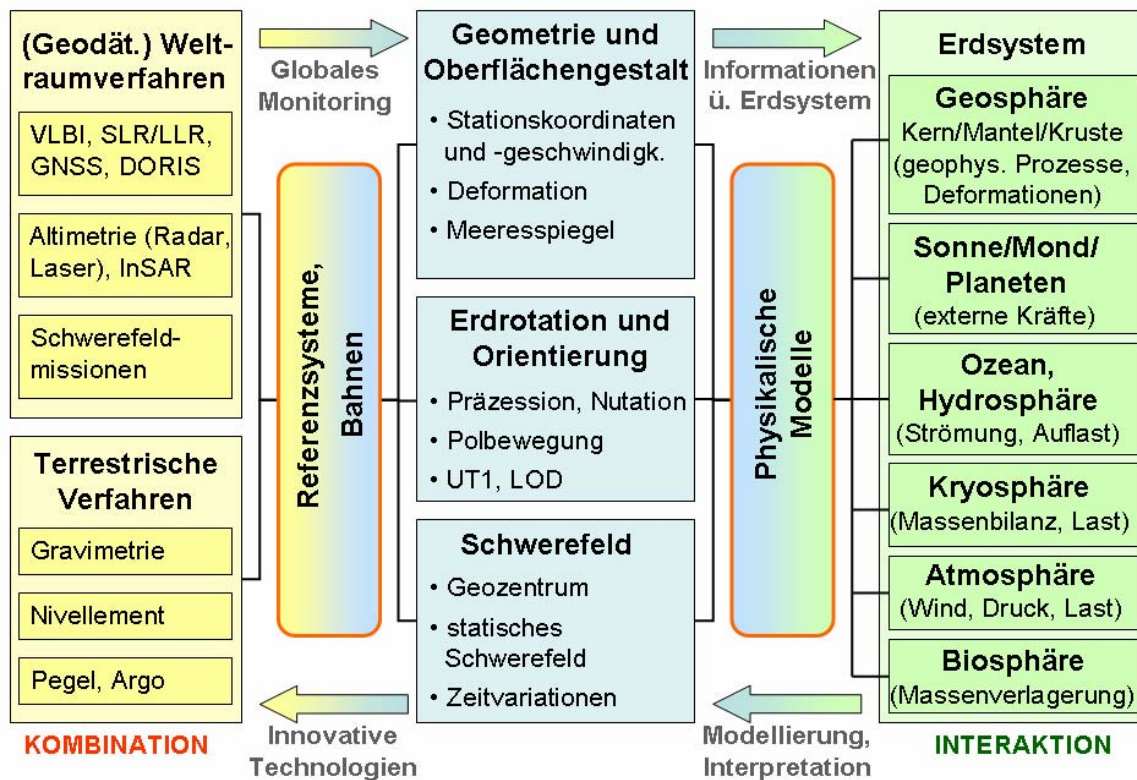 (Geodät.) Welt-
raumverfahren
VLBI, SLR/LLR,
GNSS, DORIS
Altimetrie (Radar,
Laser), InSAR
Schwerefeld-
missionen
Terrestrische
Verfahren
Gravimetrie
Nivellement
Pegel, Argo
KOMBINATION
Globales
Monitoring
Referenzsysteme,
Bahnen
Innovative
Technologien
Geometrie und
Oberflächengestalt
• Stationskoordinaten
und -geschwindigk.
• Deformation
• Meeresspiegel
Erdrotation und
Orientierung
• Präzession, Nutation
• Polbewegung
• UT1, LOD
Schwerefeld
• Geozentrum
• statisches
Schwerefeld
• Zeitvariationen
Informationen
ü. Erdsystem
Physikalische
Modelle
Modellierung,
Interpretation
Erdsystem
Geosphäre
Kern/Mantel/Kruste
(geophys. Prozesse,
Deformationen)
Sonne/Mond/
Planeten
(externe Kräfte)
Ozean,
Hydrosphäre
(Strömung, Auflast)
Kryosphäre
(Massenbilanz, Last)
Atmosphäre
(Wind, Druck, Last)
Biosphäre
(Massenverlagerung)
INTERAKTION